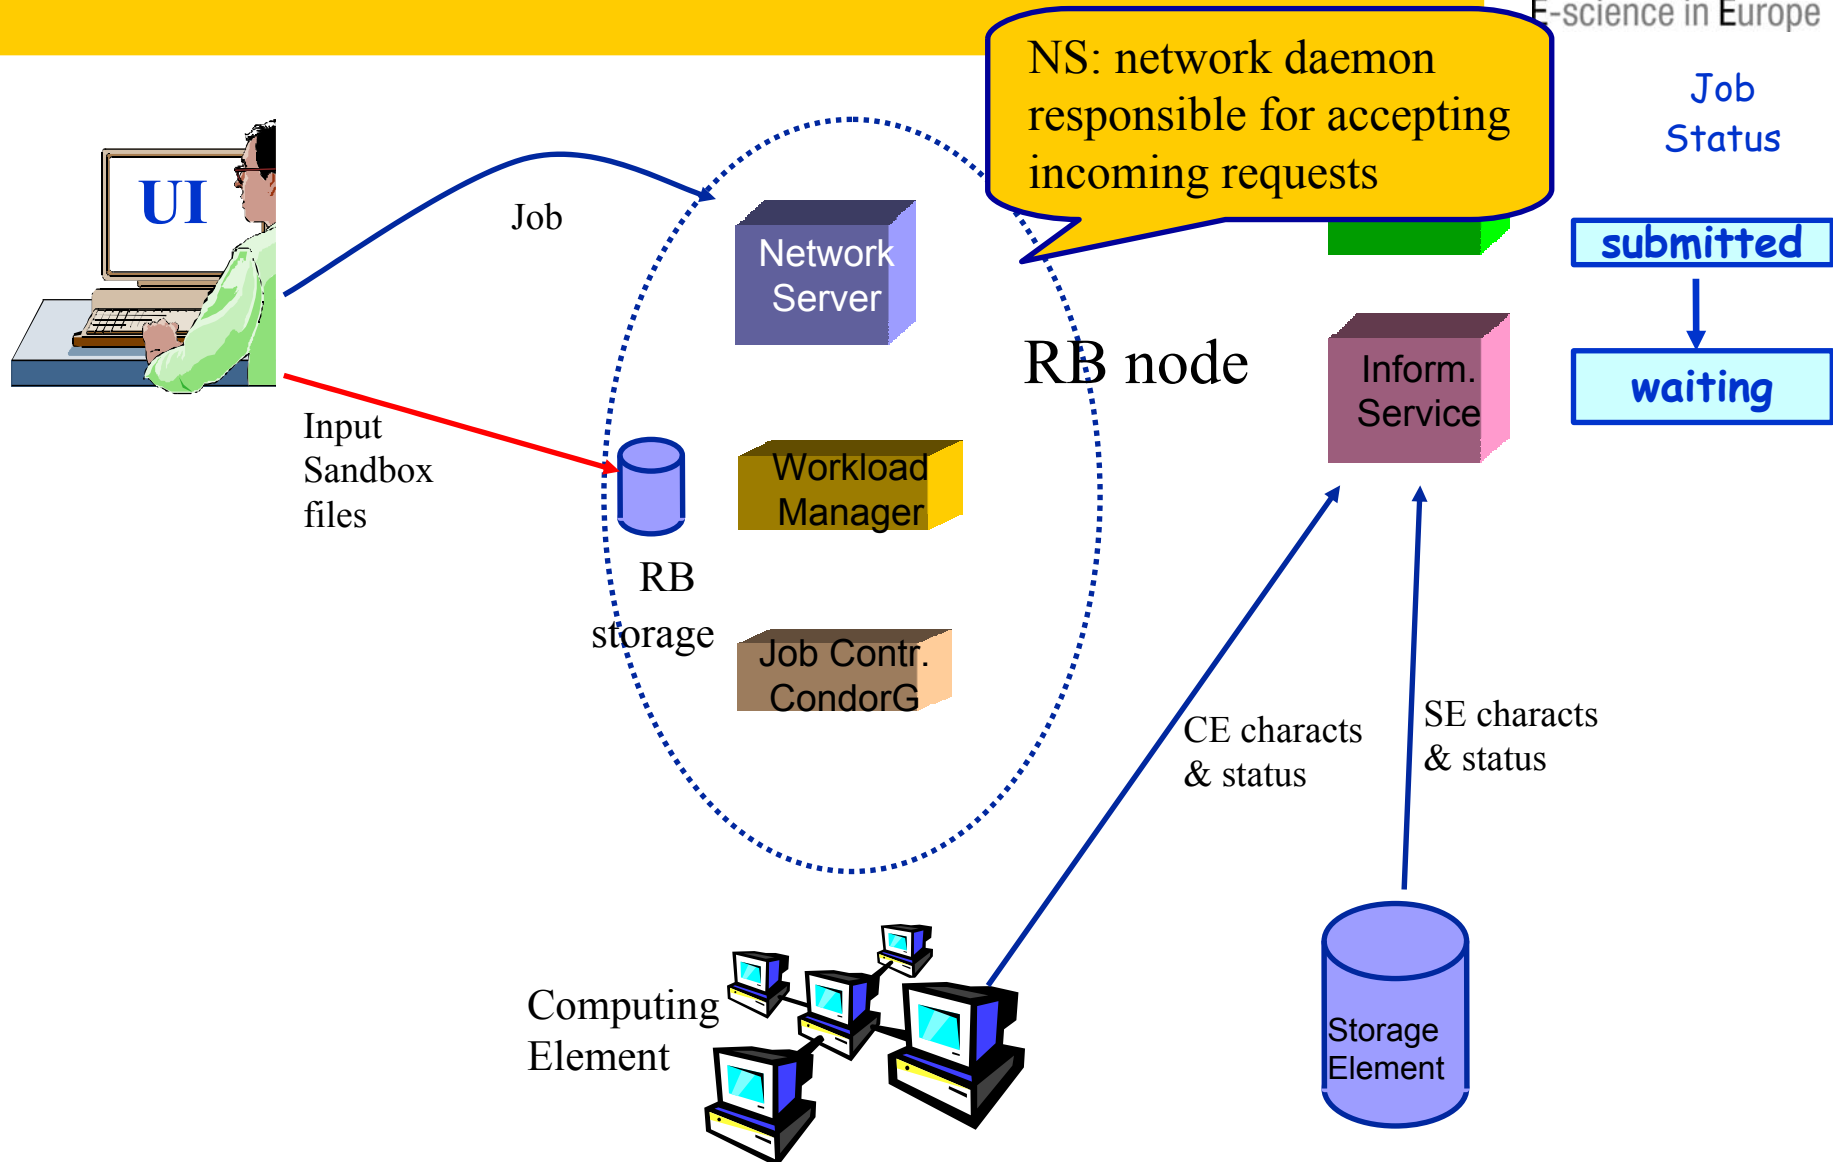 E-science in Europe
NS: network daemon
responsible for accepting
incoming requests
Job
Status
UI
Job
Network
Server
submitted
RB node
Inform.
Service
waiting
Input
Sandbox
files
Workload
Manager
RB
storage
Job Contr.
CondorG
CE characts
& status
SE characts
& status
Computing
Element
Storage
Element